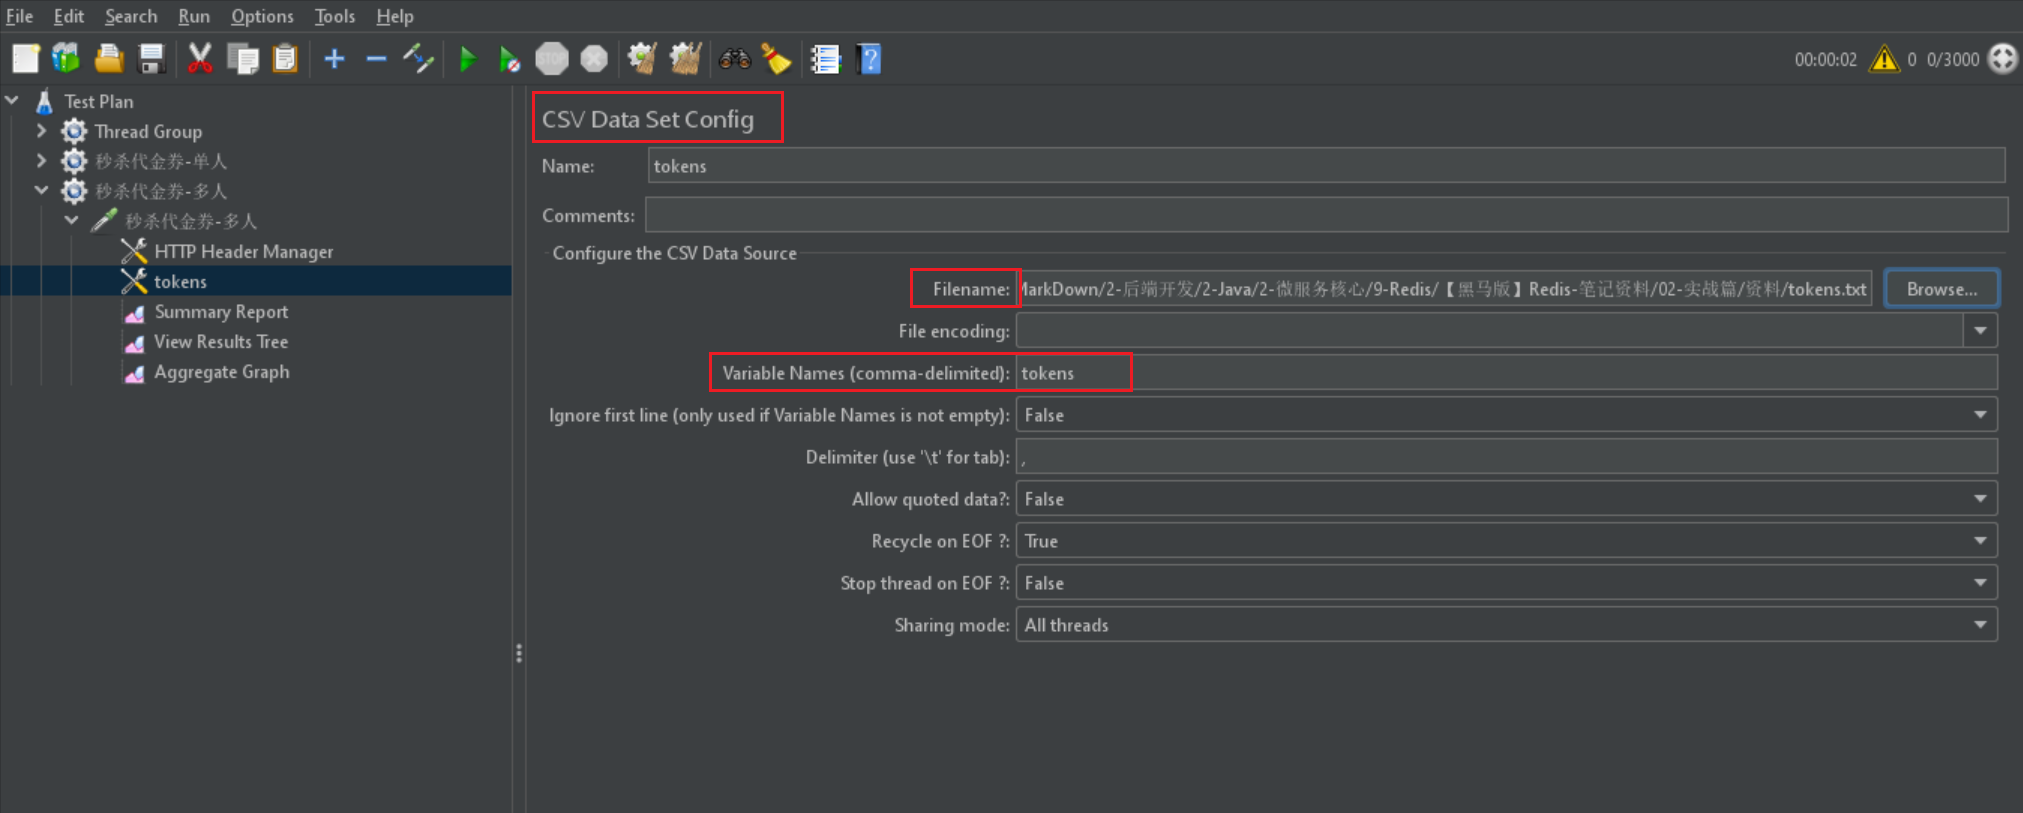 File Edit Search Run Options Tools Help
STOP
00:00:02 0 0/3000
Test Plan
Thread Group
秒杀代金券-单人
秒杀代金券-多人
秒杀代金券-多人
HTTP Header Manager
tokens
Summary Report
View Results Tree
Aggregate Graph
CSV Data Set Config
Name: tokens
Comments:
Configure the CSV Data Source
Filename: MarkDown/2-后端开发/2-Java/2-微服务核心/9-Redis/【黑马版】Redis-笔记资料/02-实战篇/资料/tokens.txt Browse...
File encoding:
Variable Names (comma-delimited): tokens
Ignore first line (only used if Variable Names is not empty): False
Delimiter (use '\t' for tab): ,
Allow quoted data?: False
Recycle on EOF ?: True
Stop thread on EOF ?: False
Sharing mode: All threads